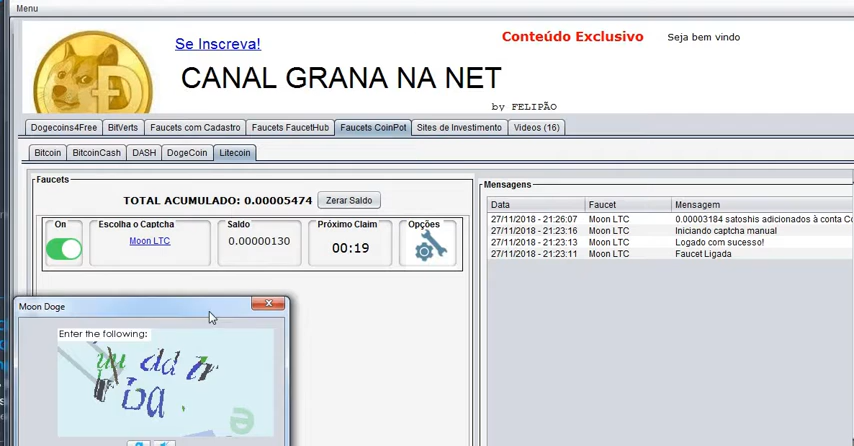 Menu
Se Inscreva!
Conteúdo Exclusivo
Seja bem vindo
CANAL GRANA NA NET
by FELIPÃO
Dogecoins4Free BitVerts Faucets com Cadastro Faucets FaucetHub Faucets CoinPot Sites de Investimento Videos (16)
Bitcoin BitcoinCash DASH DogeCoin Litecoin
Faucets
TOTAL ACUMULADO: 0.00005474 Zerar Saldo
On Escolha o Captcha Saldo Próximo Claim Opções
Moon LTC 0.00000130 00:19
Mensagens
Data Faucet Mensagem
27/11/2018 - 21:26:07 Moon LTC 0.00003184 satoshis adicionados à conta Co
27/11/2018 - 21:23:16 Moon LTC Iniciando captcha manual
27/11/2018 - 21:23:13 Moon LTC Logado com sucesso!
27/11/2018 - 21:23:11 Moon LTC Faucet Ligada
Moon Doge
Enter the following: